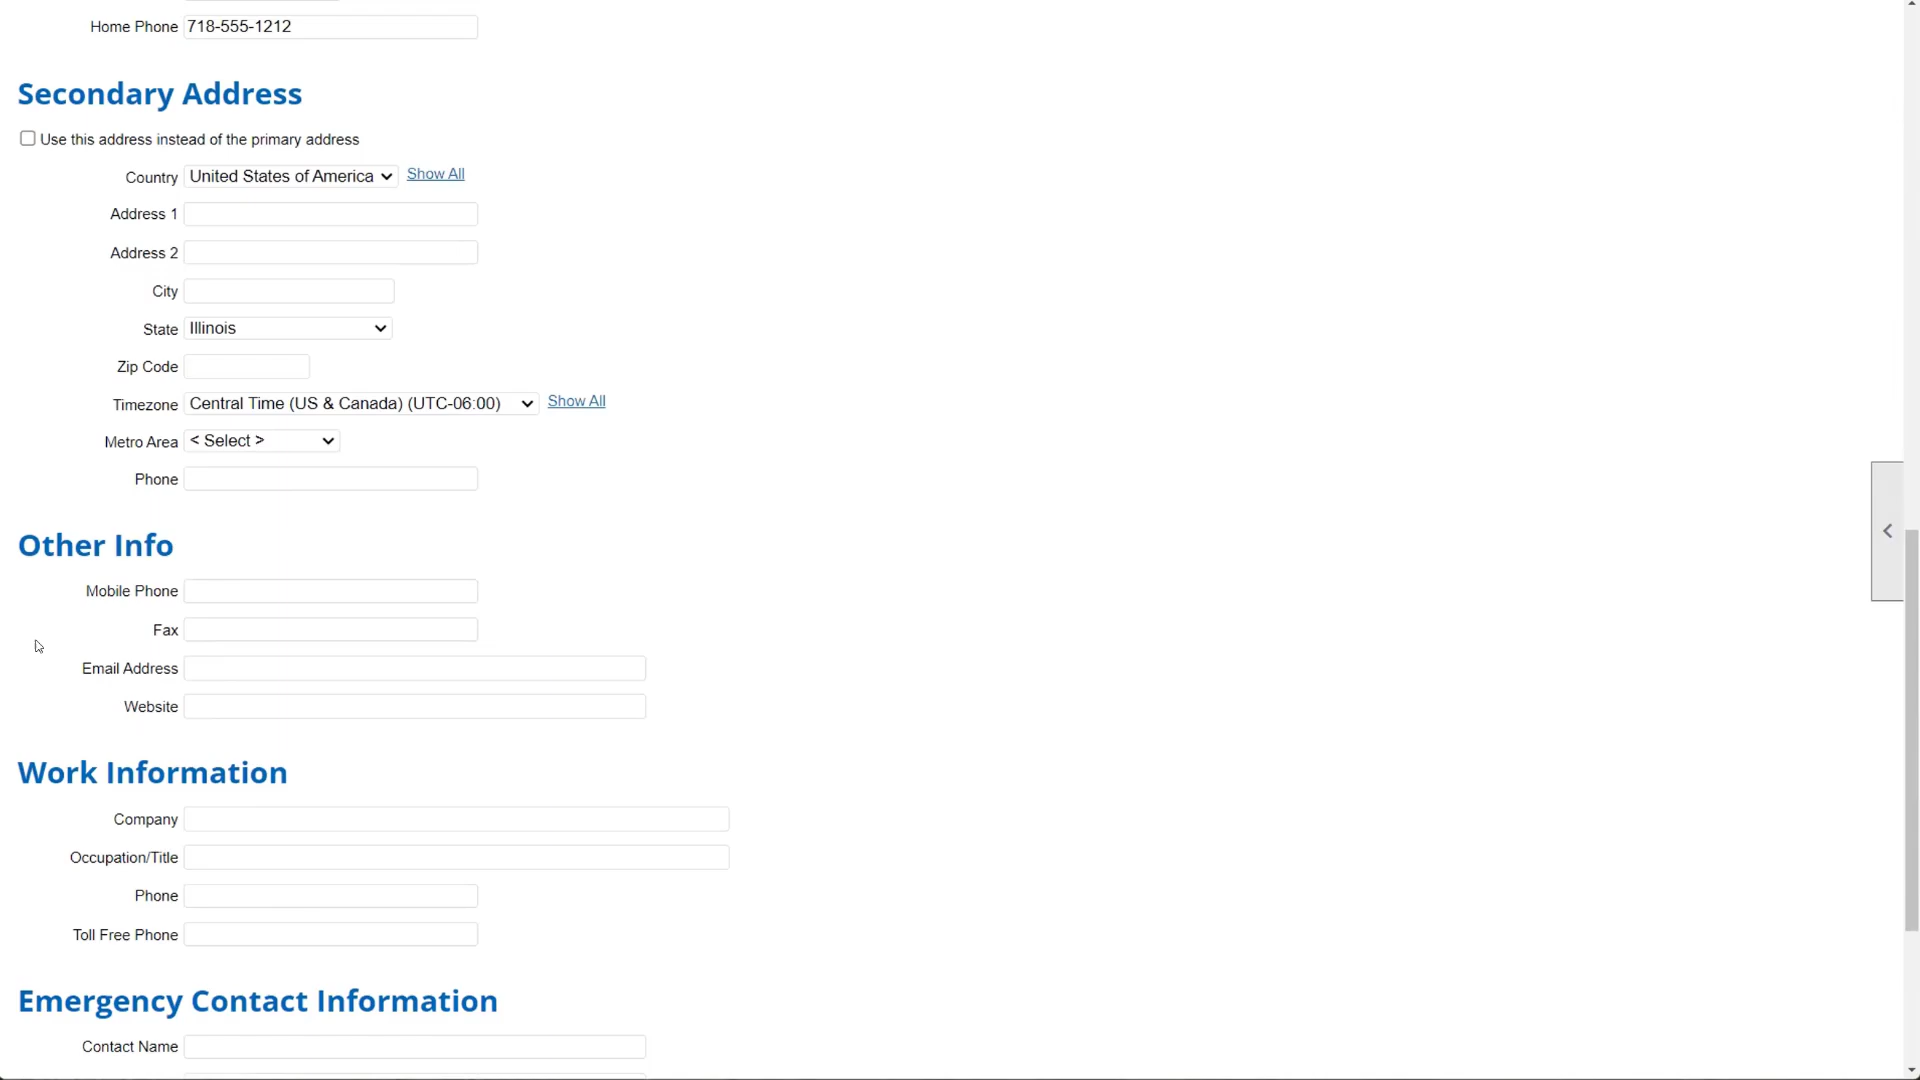 Home Phone 718-555-1212
Secondary Address
Use this address instead of the primary address
Country United States of America Show All
Address 1
Address 2
City
State Illinois
Zip Code
Timezone Central Time (US & Canada) (UTC-06:00) Show All
Metro Area < Select >
Phone
Other Info
Mobile Phone
Fax
Email Address
Website
Work Information
Company
Occupation/Title
Phone
Toll Free Phone
Emergency Contact Information
Contact Name